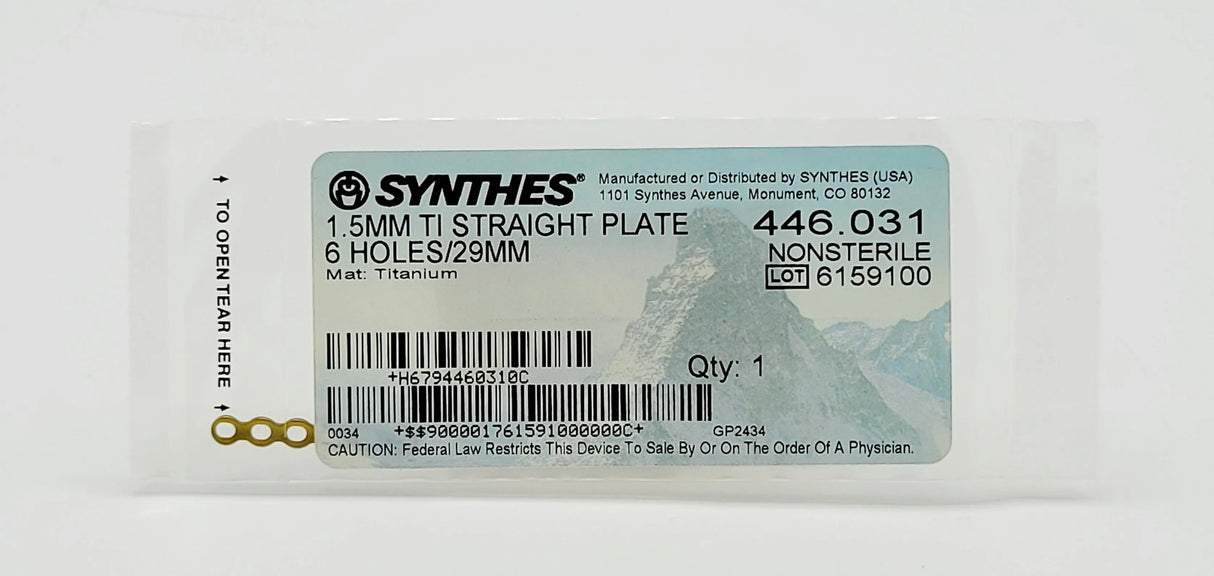 TO OPEN TEAR HERE
SYNTHES® Manufactured or Distributed by SYNTHES (USA)
1101 Synthes Avenue, Monument, CO 80132
1.5MM TI STRAIGHT PLATE 446.031
6 HOLES/29MM NONSTERILE
Mat: Titanium LOT 6159100
Qty: 1
+H6794460310C
0034 +$$9000017615910​00000C+ GP2434
CAUTION: Federal Law Restricts This Device To Sale By Or On The Order Of A Physician.